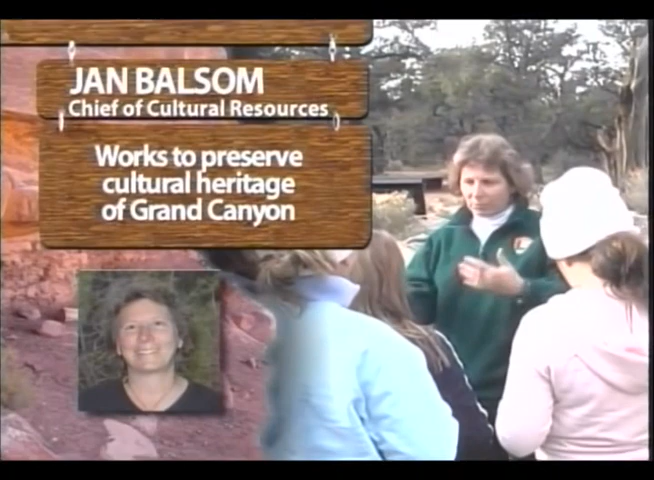 JAN BALSOM
Chief of Cultural Resources
Works to preserve
cultural heritage
of Grand Canyon